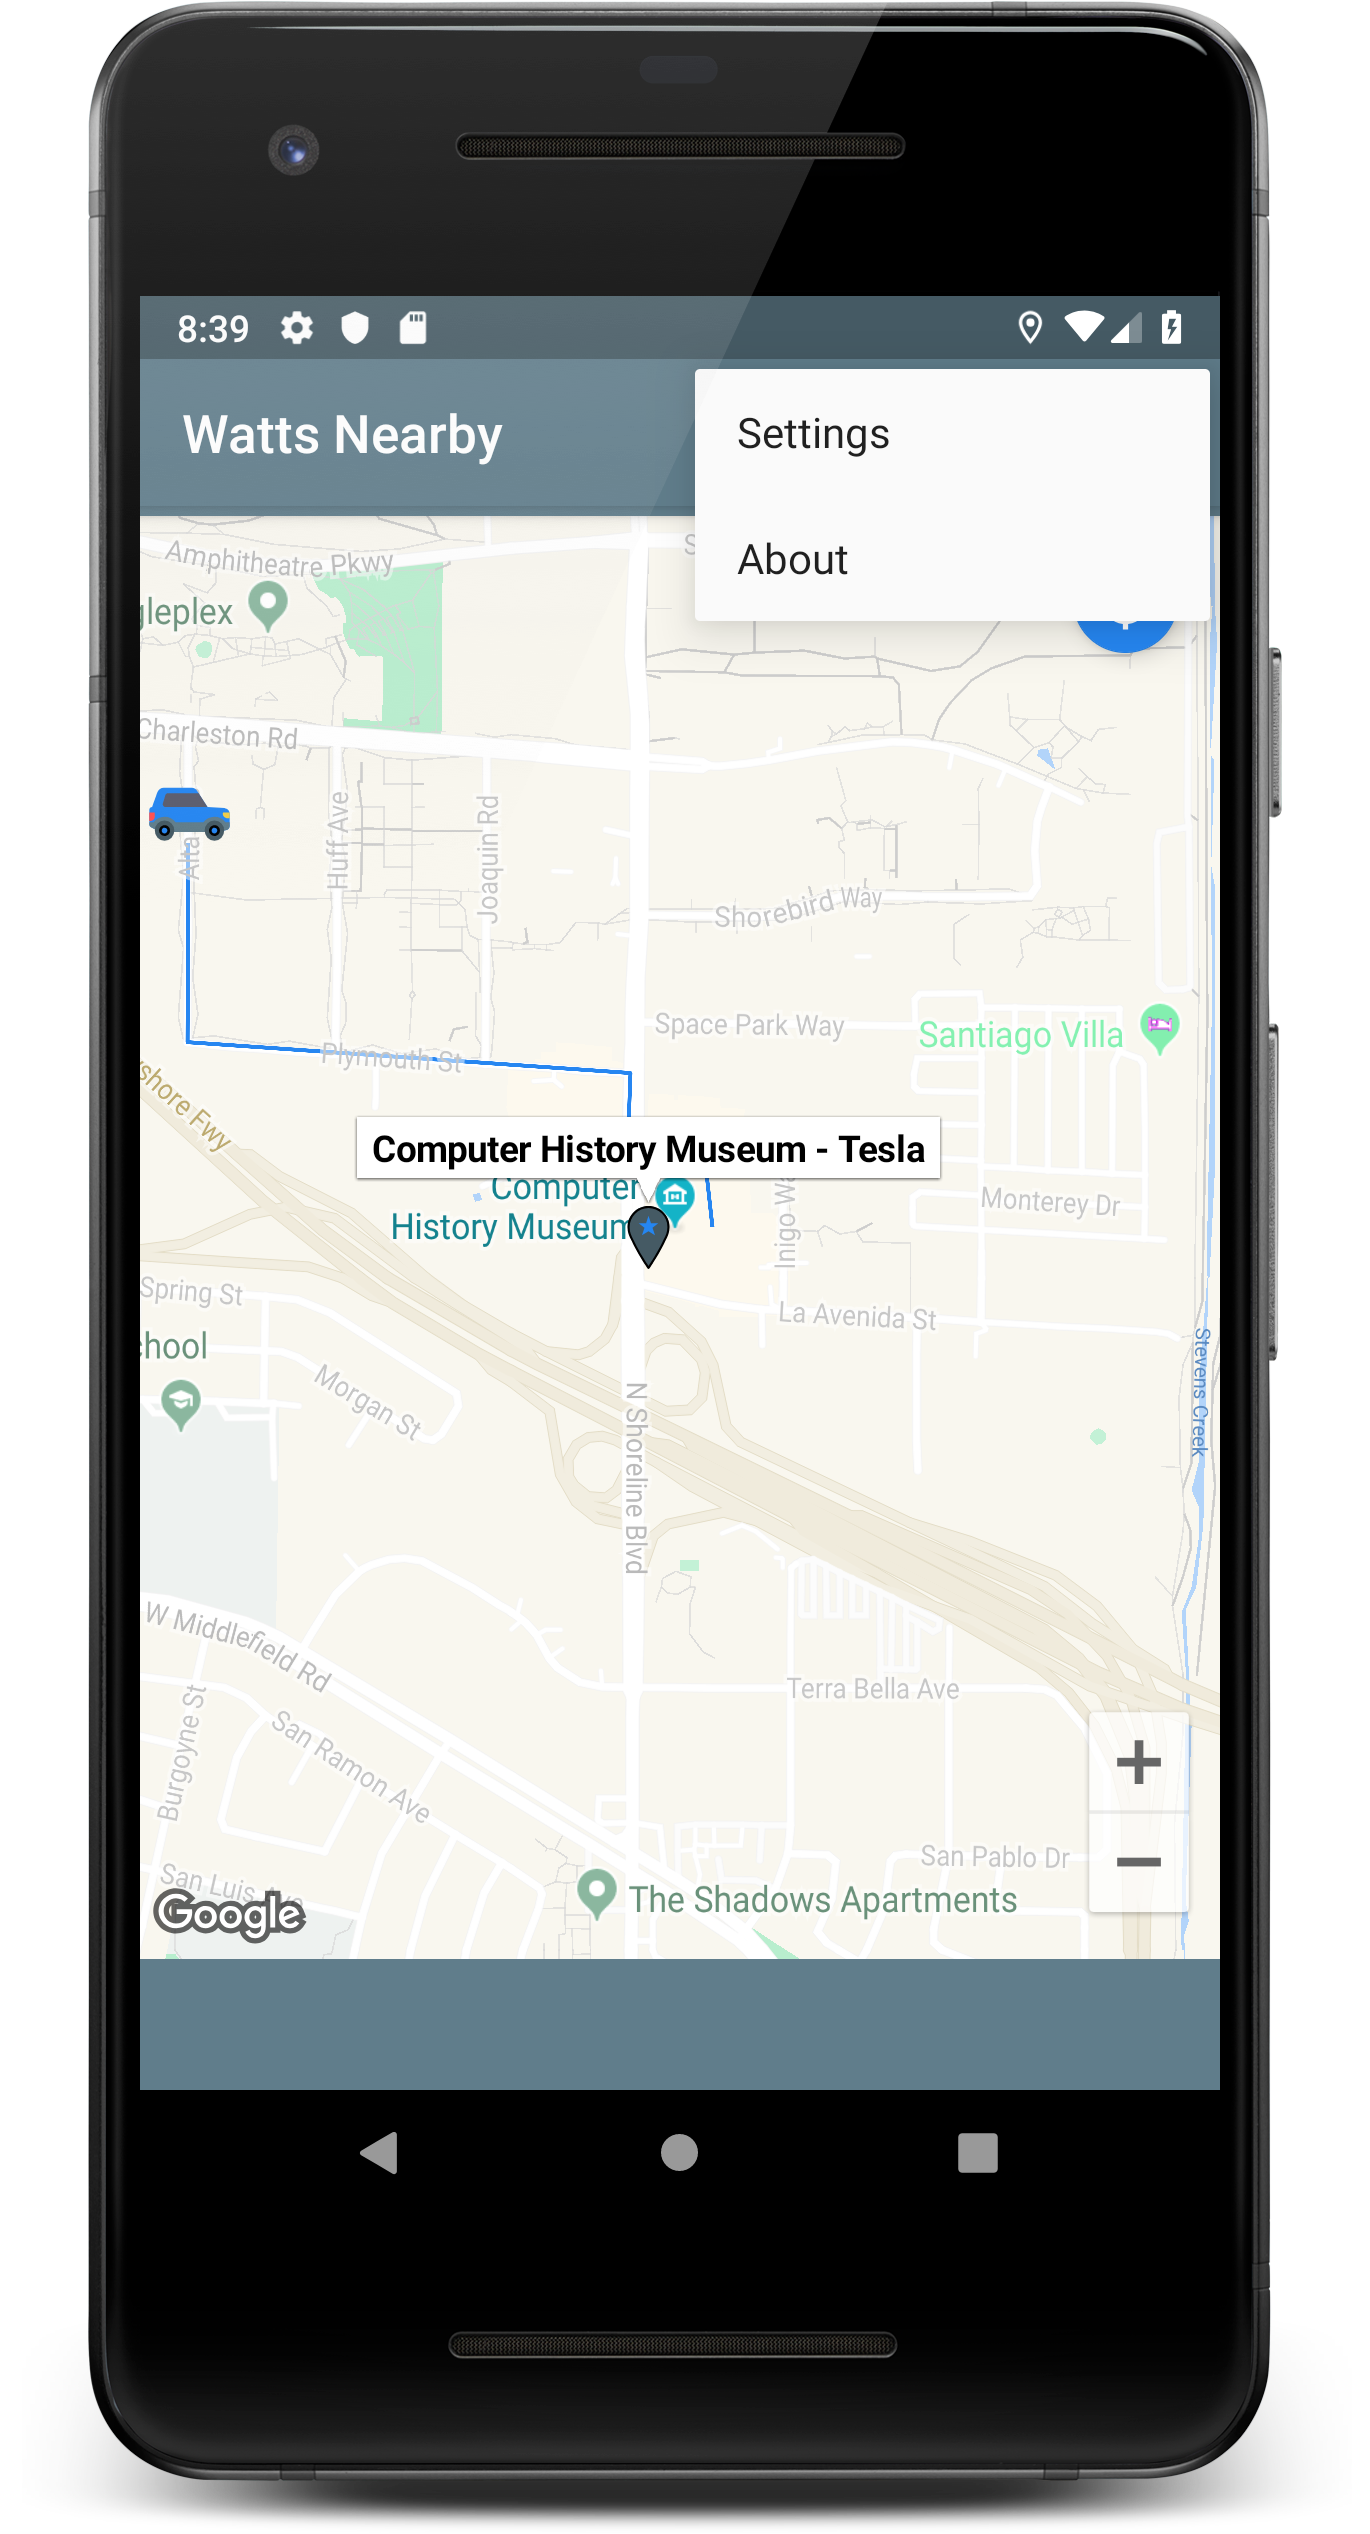 8:39
Watts Nearby
Settings
About
Amphitheatre Pkwy
gleplex
Charleston Rd
Alta
Huff Ave
Joaquin Rd
Shorebird Way
Space Park Way
Santiago Villa
Plymouth St
shore Fwy
Computer History Museum - Tesla
Computer
History Museum
Inigo Wa
Monterey Dr
Spring St
La Avenida St
chool
Morgan St
N Shoreline Blvd
Stevens Creek
W Middlefield Rd
Terra Bella Ave
Burgoyne St
San Ramon Ave
San Pablo Dr
San Luis Ave
The Shadows Apartments
Google